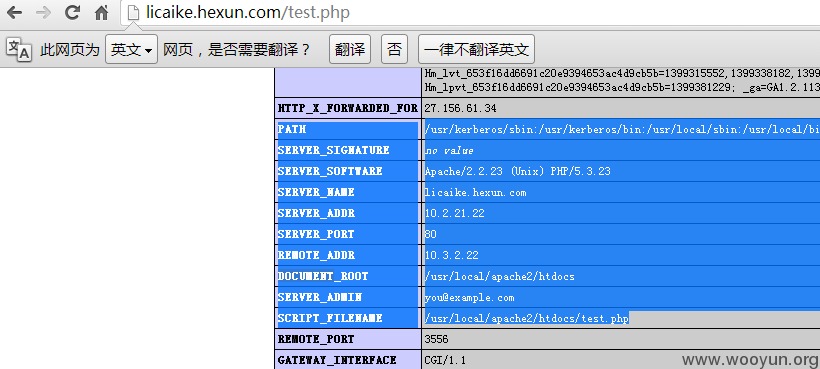 licaike.hexun.com/test.php
此网页为 英文 网页，是否需要翻译？ 翻译 否 一律不翻译英文
Hm_lvt_653f16dd6691c20e9394653ac4d9cb5b=1399315552,1399338182,1399
Hm_lpvt_653f16dd6691c20e9394653ac4d9cb5b=1399381229; _ga=GA1.2.113
HTTP_X_FORWARDED_FOR 27.156.61.34
PATH /usr/kerberos/sbin:/usr/kerberos/bin:/usr/local/sbin:/usr/local/bi
SERVER_SIGNATURE no value
SERVER_SOFTWARE Apache/2.2.23 (Unix) PHP/5.3.23
SERVER_NAME licaike.hexun.com
SERVER_ADDR 10.2.21.22
SERVER_PORT 80
REMOTE_ADDR 10.3.2.22
DOCUMENT_ROOT /usr/local/apache2/htdocs
SERVER_ADMIN you@example.com
SCRIPT_FILENAME /usr/local/apache2/htdocs/test.php
REMOTE_PORT 3556
GATEWAY_INTERFACE CGI/1.1
www.wooyun.org